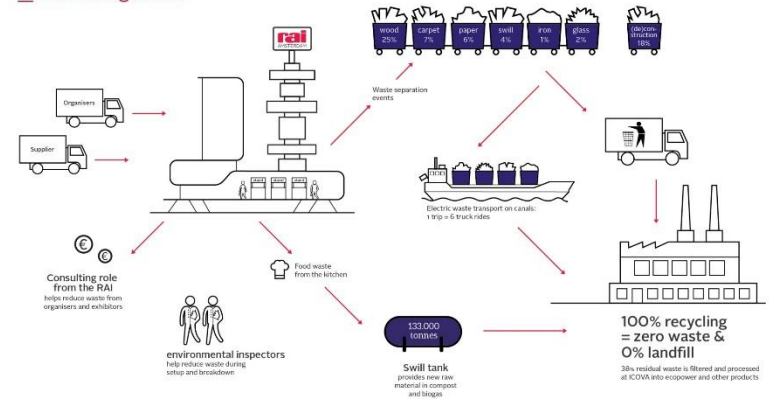 rai
AMSTERDAM
wood
25%
carpet
7%
paper
6%
swill
4%
iron
1%
glass
2%
(de)con-
struction
18%
Organisers
Supplier
Waste separation
events
Electric waste transport on canals:
1 trip = 6 truck rides
€
€
Consulting role
from the RAI
helps reduce waste from
organisers and exhibitors
Food waste
from the kitchen
environmental inspectors
help reduce waste during
setup and breakdown
133.000
tonnes
Swill tank
provides new raw
material in compost
and biogas
100% recycling
= zero waste &
0% landfill
38% residual waste is filtered and processed
at ICOVA into ecopower and other products